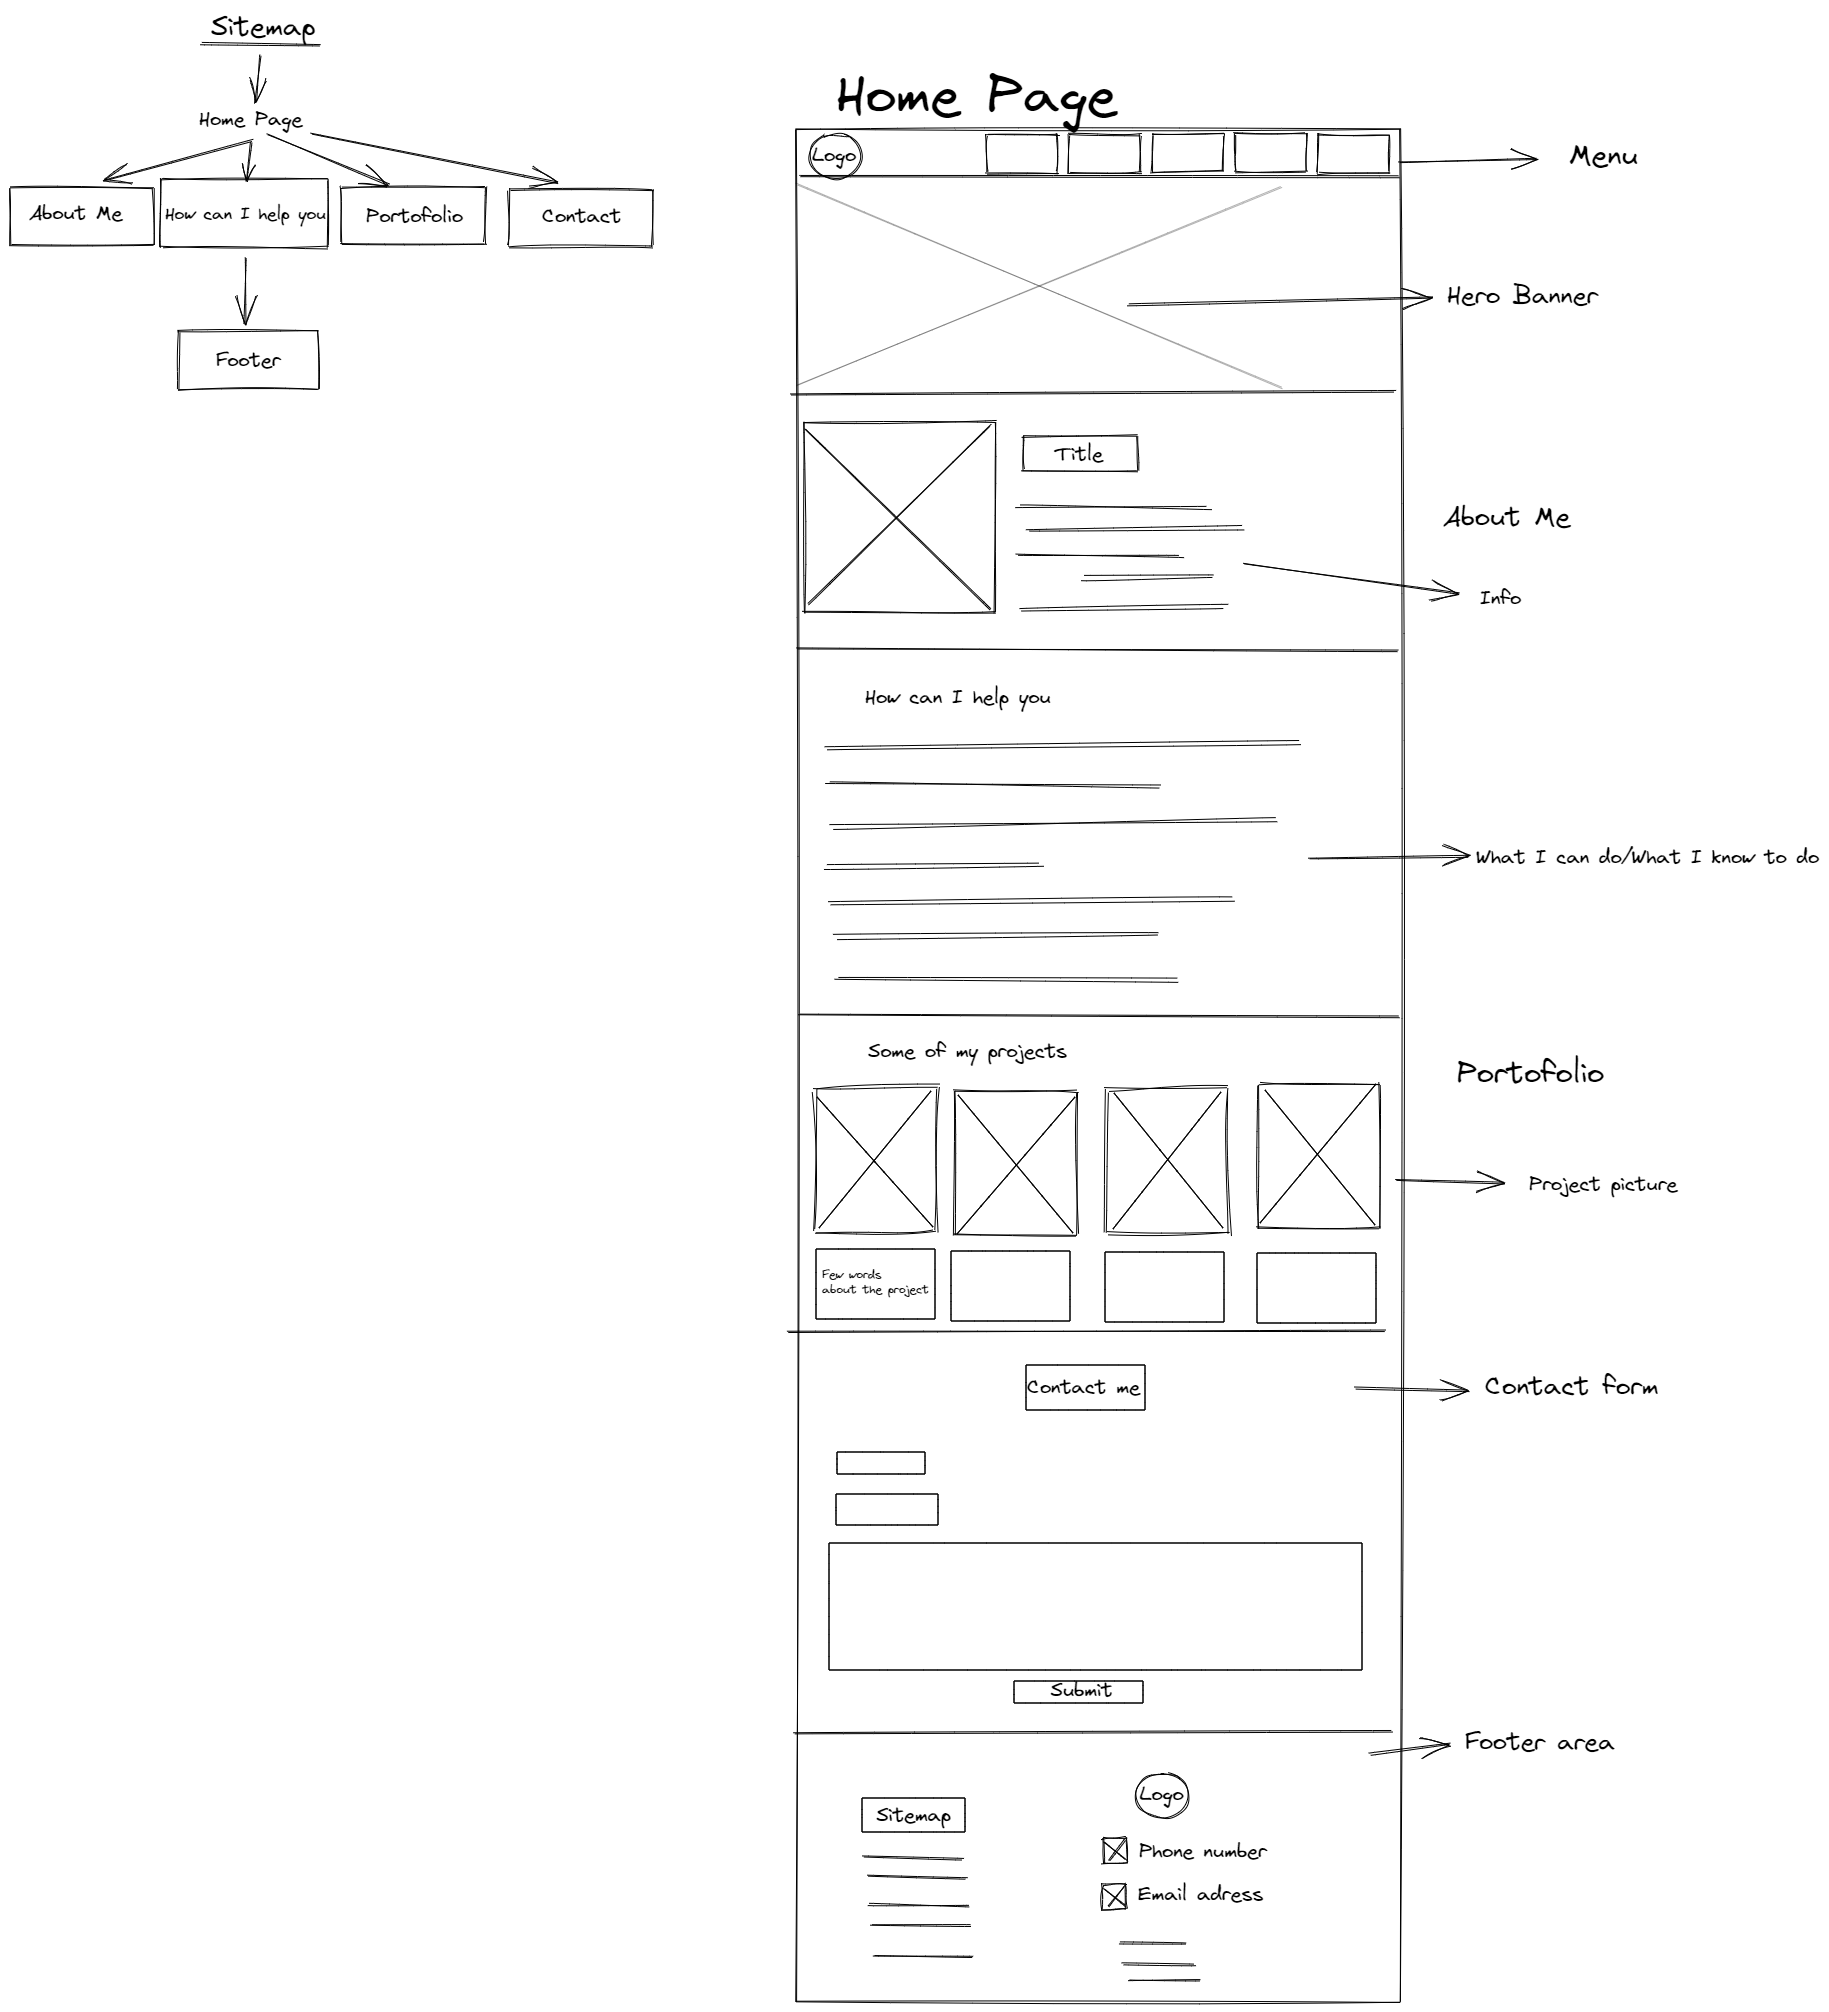 Sitemap
Home Page
About Me
How can I help you
Portofolio
Contact
Footer
Home Page
Logo
Menu
Hero Banner
Title
About Me
Info
How can I help you
What I can do/What I know to do
Some of my projects
Portofolio
Project picture
Few words
about the project
Contact me
Contact form
Submit
Footer area
Logo
Sitemap
Phone number
Email adress